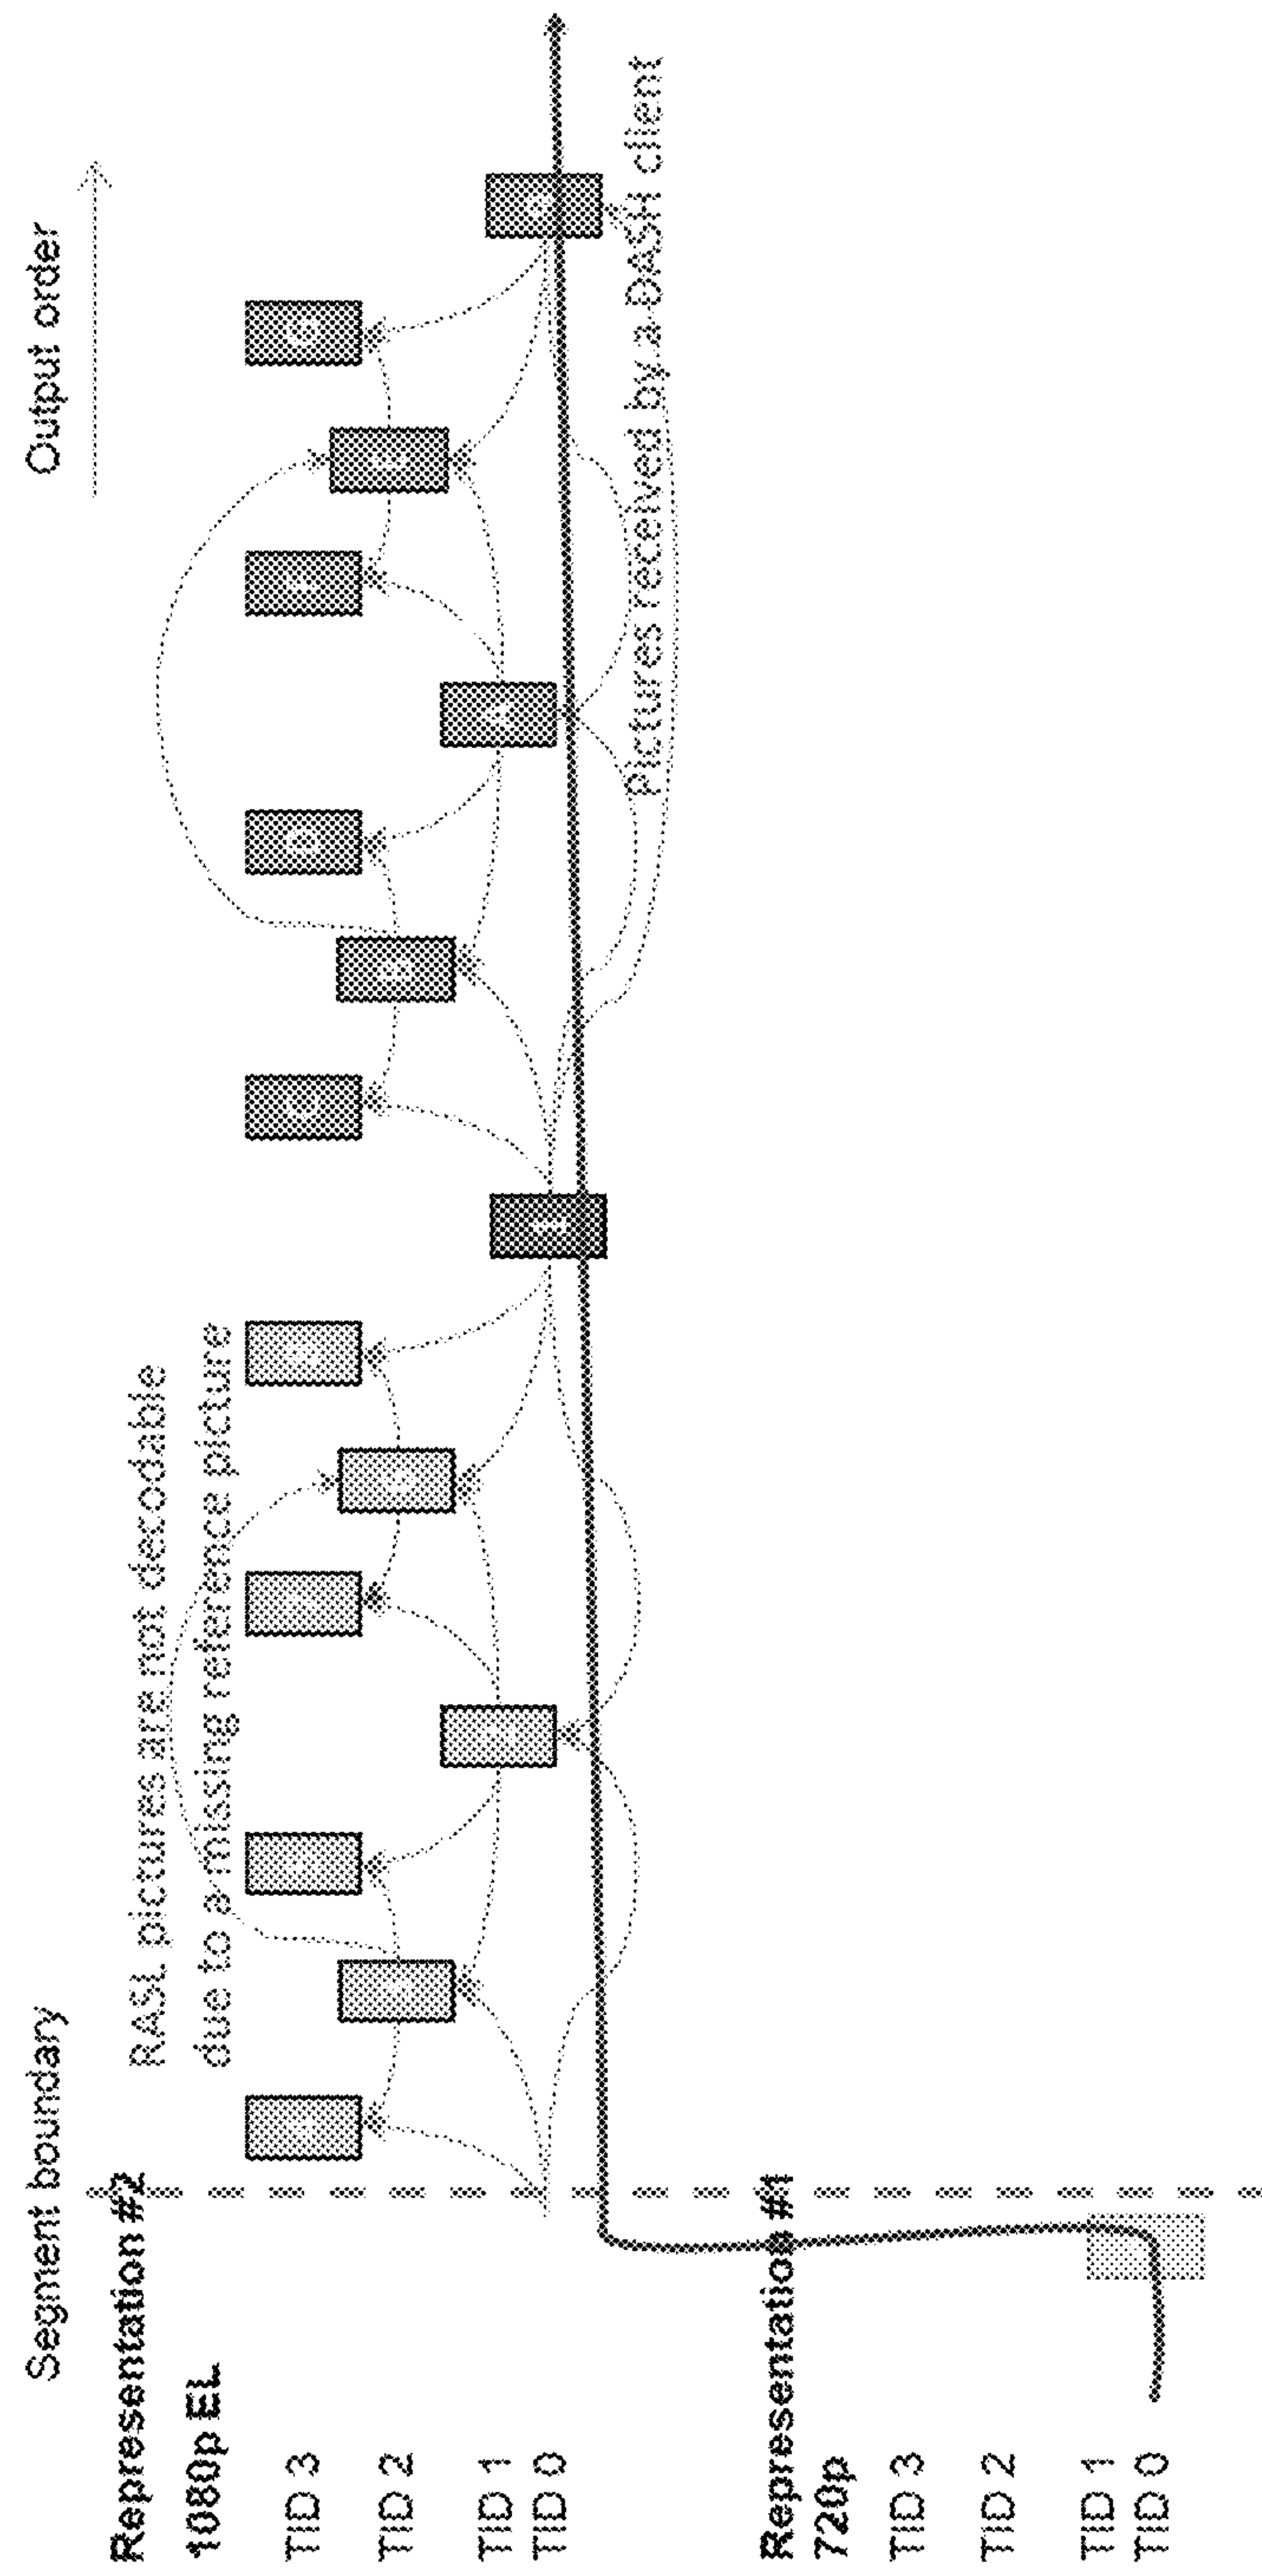 Segment boundary
Output order
Representation #2
1080p EL
RASL pictures are not decodable
due to a missing reference picture
TID 3
TID 2
TID 1
TID 0
A
B
D
Pictures received by a DASH client
Representation #1
720p
TID 3
TID 2
TID 1
TID 0